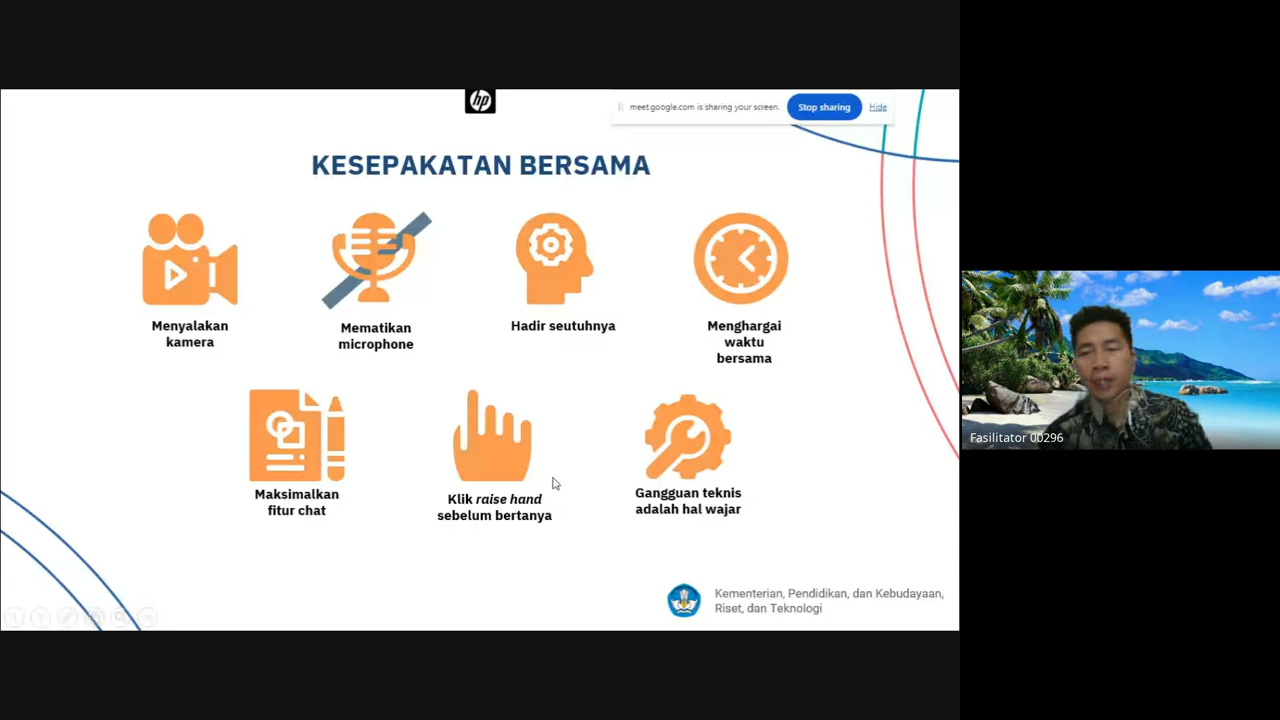 hp
meet.google.com is sharing your screen.
Stop sharing
Hide
KESEPAKATAN BERSAMA
Menyalakan
kamera
Mematikan
microphone
Hadir seutuhnya
Menghargai
waktu
bersama
Maksimalkan
fitur chat
Klik raise hand
sebelum bertanya
Gangguan teknis
adalah hal wajar
Kementerian, Pendidikan, dan Kebudayaan,
Riset, dan Teknologi
Fasilitator 00296